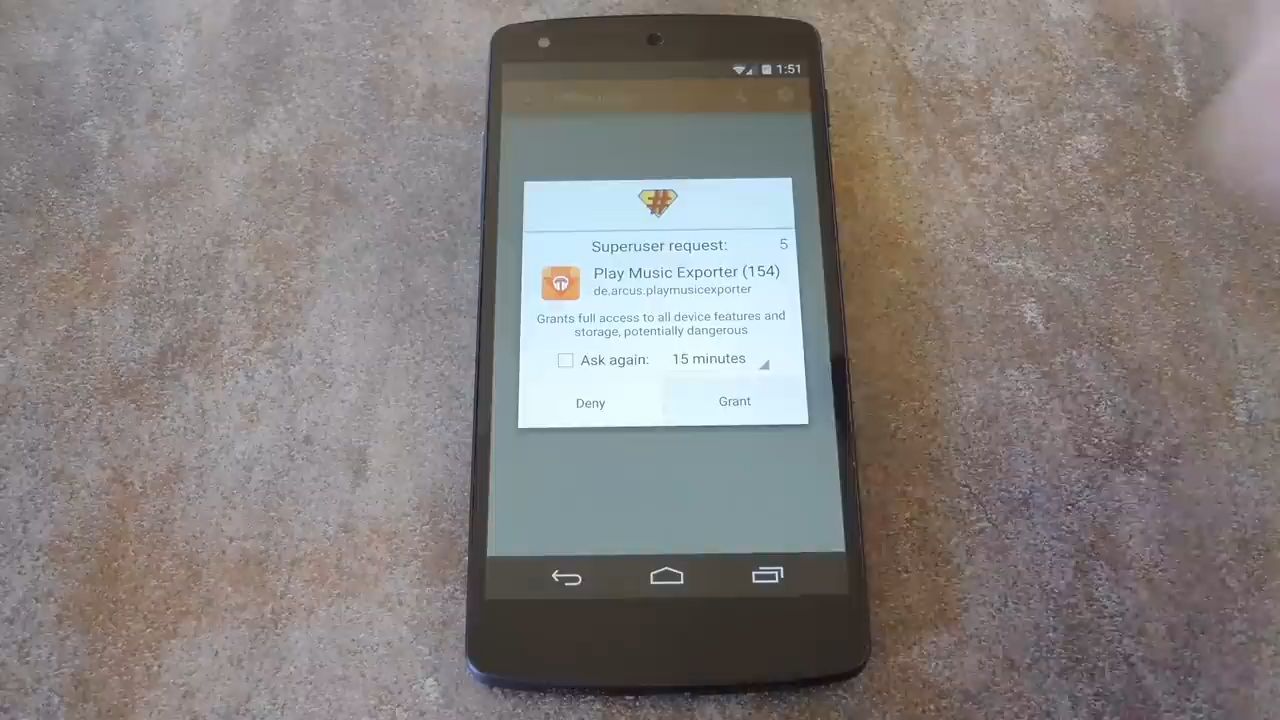 1:51
Superuser request: 5
Play Music Exporter (154)
de.arcus.playmusicexporter
Grants full access to all device features and
storage, potentially dangerous
Ask again: 15 minutes
Deny Grant